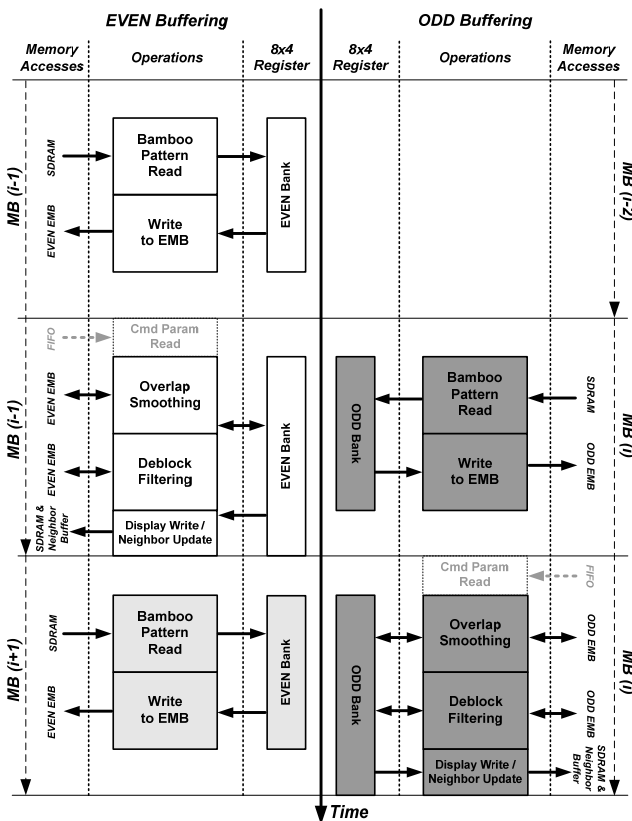 EVEN Buffering
ODD Buffering
Memory
Accesses
Operations
8x4
Register
8x4
Register
Operations
Memory
Accesses
MB (i-1)
SDRAM
Bamboo
Pattern
Read
EVEN EMB
Write
to EMB
EVEN Bank
MB (i-2)
MB (i-1)
FIFO
Cmd Param
Read
EVEN EMB
Overlap
Smoothing
EVEN EMB
Deblock
Filtering
SDRAM &
Neighbor
Buffer
Display Write /
Neighbor Update
EVEN Bank
ODD Bank
Bamboo
Pattern
Read
SDRAM
Write
to EMB
ODD EMB
MB (i)
MB (i+1)
SDRAM
Bamboo
Pattern
Read
EVEN EMB
Write
to EMB
EVEN Bank
ODD Bank
Cmd Param
Read
FIFO
Overlap
Smoothing
ODD EMB
Deblock
Filtering
ODD EMB
Display Write /
Neighbor Update
SDRAM &
Neighbor
Buffer
MB (i)
Time